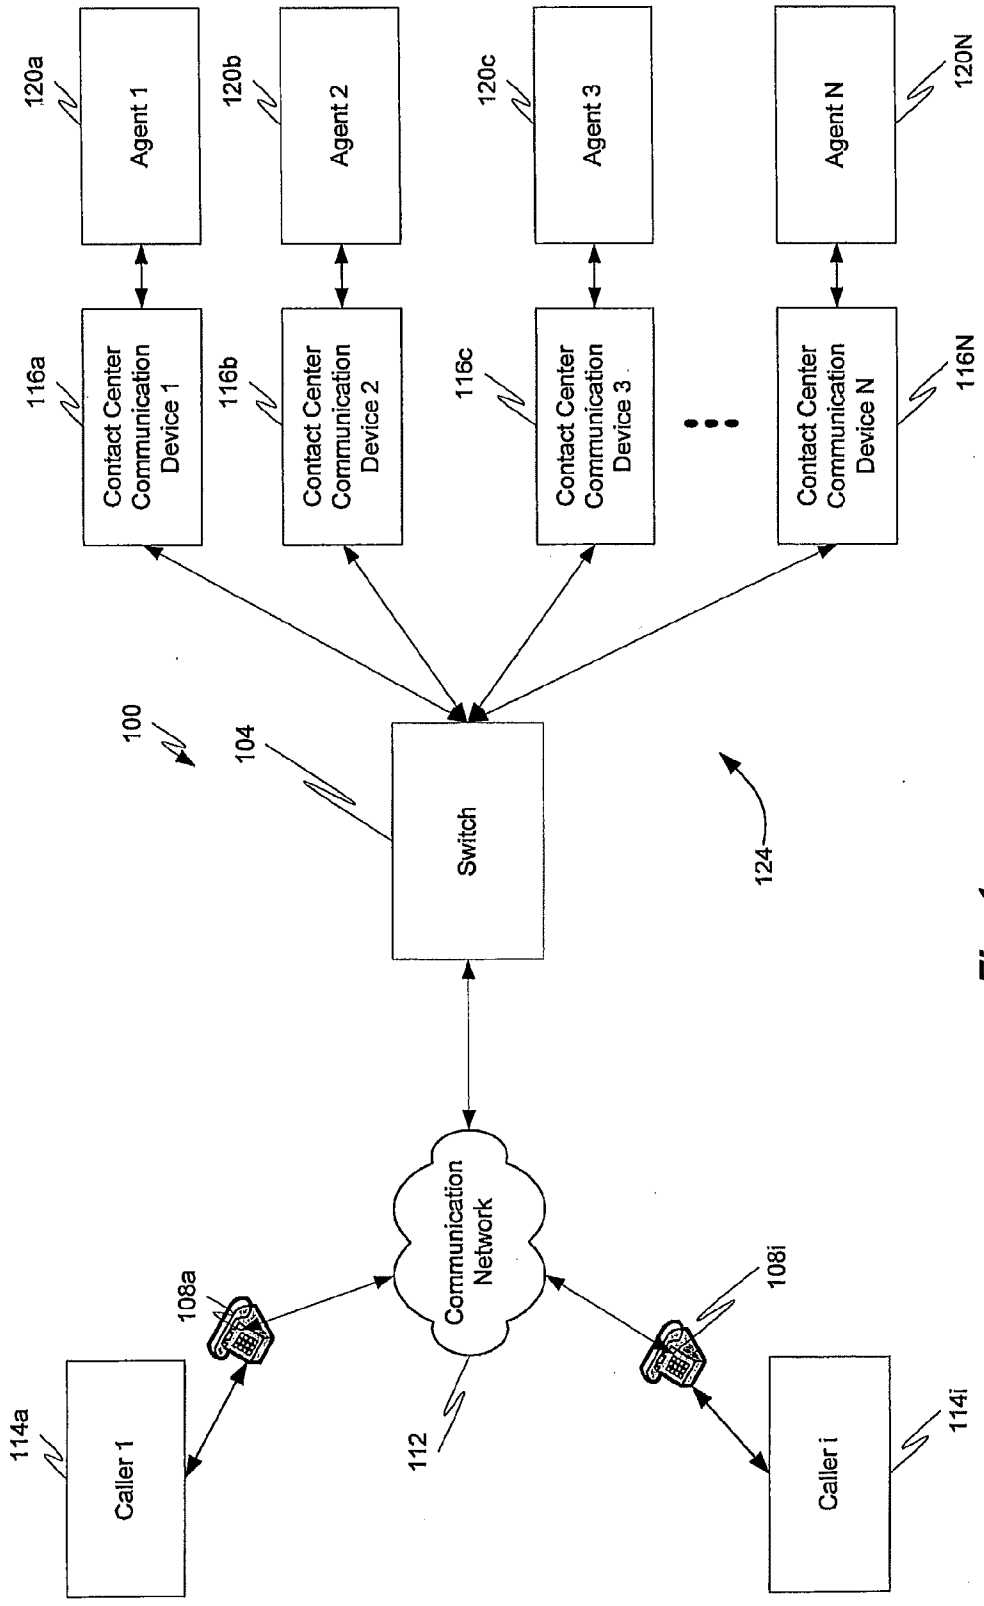 114a
Caller 1
108a
112
Communication
Network
108i
Caller i
114i
100
104
Switch
124
116a
Contact Center
Communication
Device 1
116b
Contact Center
Communication
Device 2
116c
Contact Center
Communication
Device 3
116N
Contact Center
Communication
Device N
120a
Agent 1
120b
Agent 2
120c
Agent 3
120N
Agent N